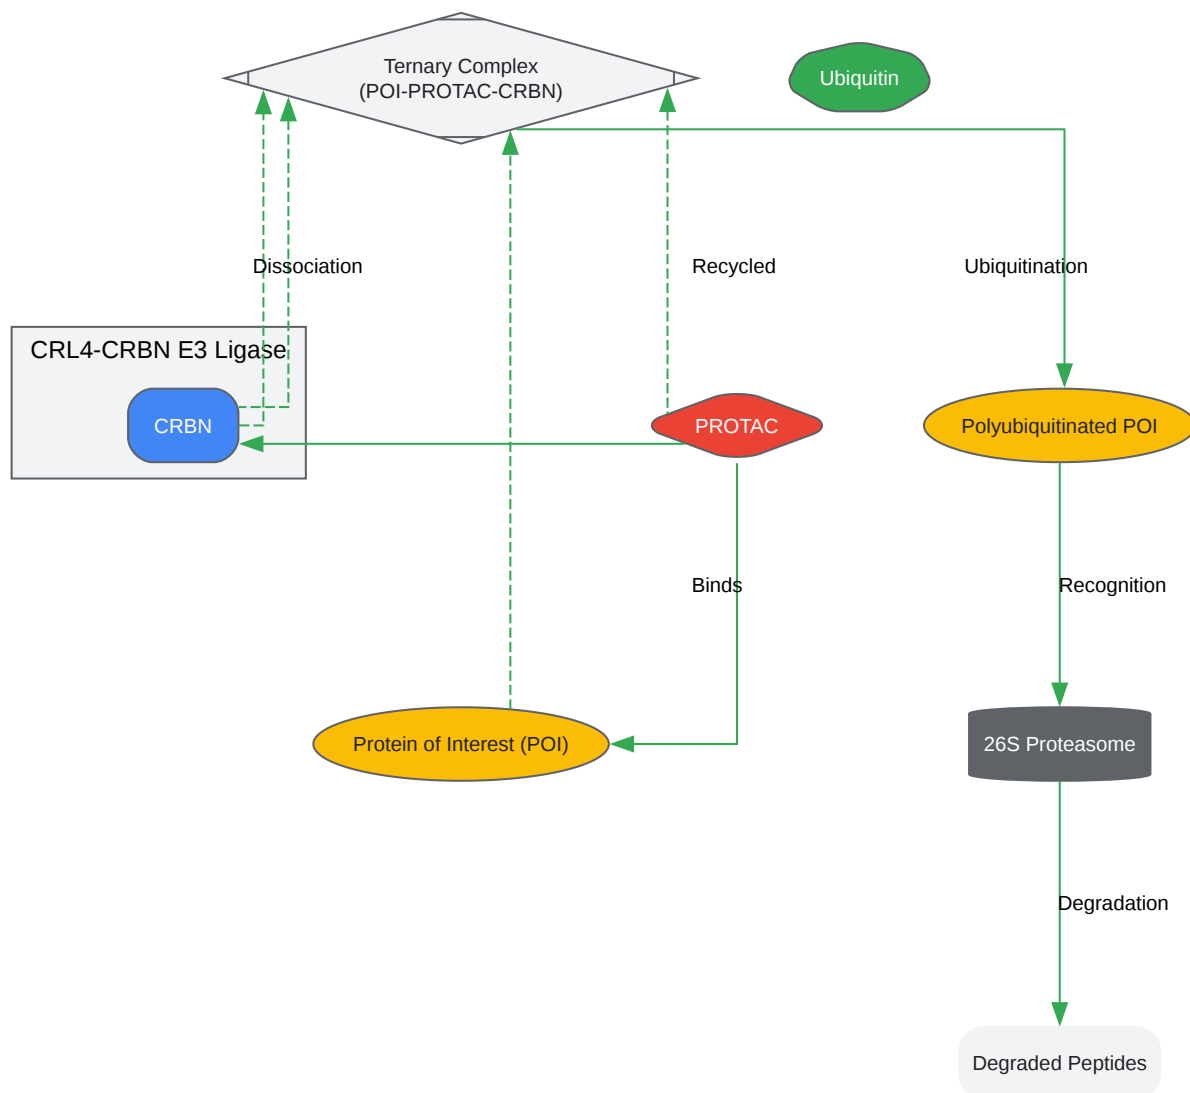 Ternary Complex
(POI-PROTAC-CRBN)
Ubiquitin
Dissociation
Recycled
Ubiquitination
CRL4-CRBN E3 Ligase
CRBN
PROTAC
Polyubiquitinated POI
Binds
Recognition
Protein of Interest (POI)
26S Proteasome
Degradation
Degraded Peptides